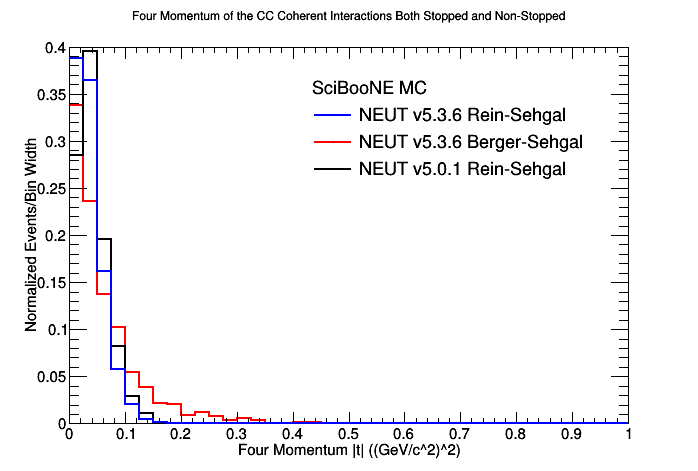 Four Momentum of the CC Coherent Interactions Both Stopped and Non-Stopped
Normalized Events/Bin Width
0.4
0.35
0.3
0.25
0.2
0.15
0.1
0.05
0
SciBooNE MC
NEUT v5.3.6 Rein-Sehgal
NEUT v5.3.6 Berger-Sehgal
NEUT v5.0.1 Rein-Sehgal
0 0.1 0.2 0.3 0.4 0.5 0.6 0.7 0.8 0.9 1
Four Momentum |t| ((GeV/c^2)^2)